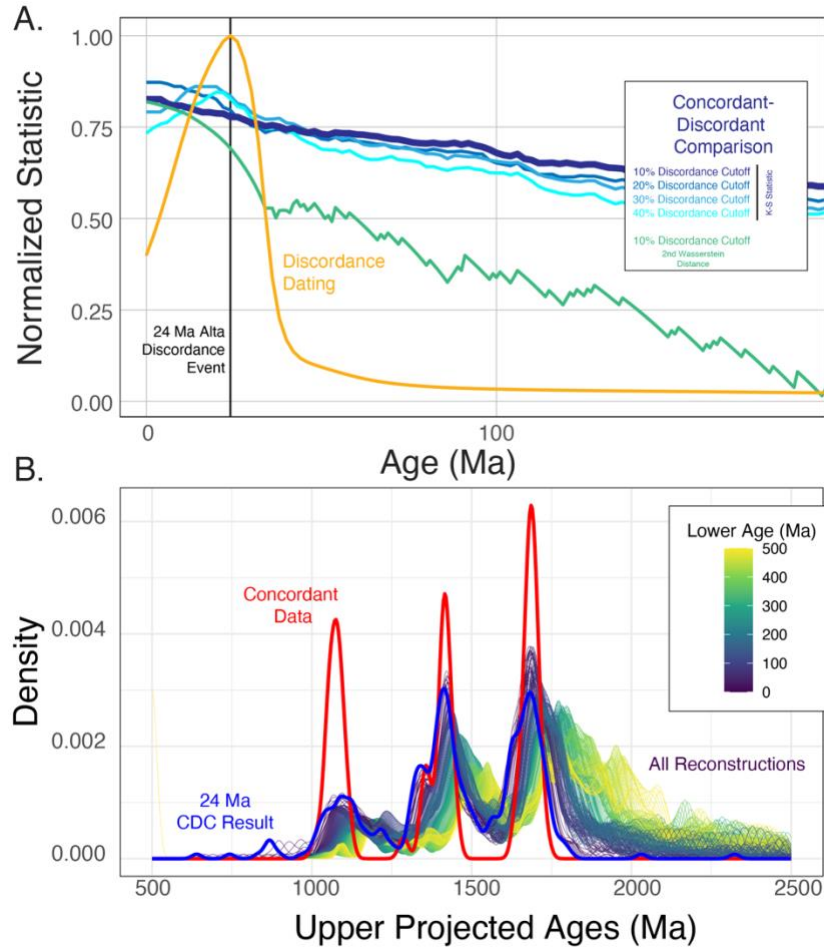 A.
Normalized Statistic
1.00
0.75
0.50
0.25
0.00
Concordant-
Discordant
Comparison
10% Discordance Cutoff
20% Discordance Cutoff
30% Discordance Cutoff
40% Discordance Cutoff
K-S Statistic
10% Discordance Cutoff
2nd Wasserstein
Distance
Discordance
Dating
24 Ma Alta
Discordance
Event
0
100
Age (Ma)
B.
Density
0.006
0.004
0.002
0.000
Concordant
Data
Lower Age (Ma)
500
400
300
200
100
0
All Reconstructions
24 Ma
CDC Result
500
1000
1500
2000
2500
Upper Projected Ages (Ma)